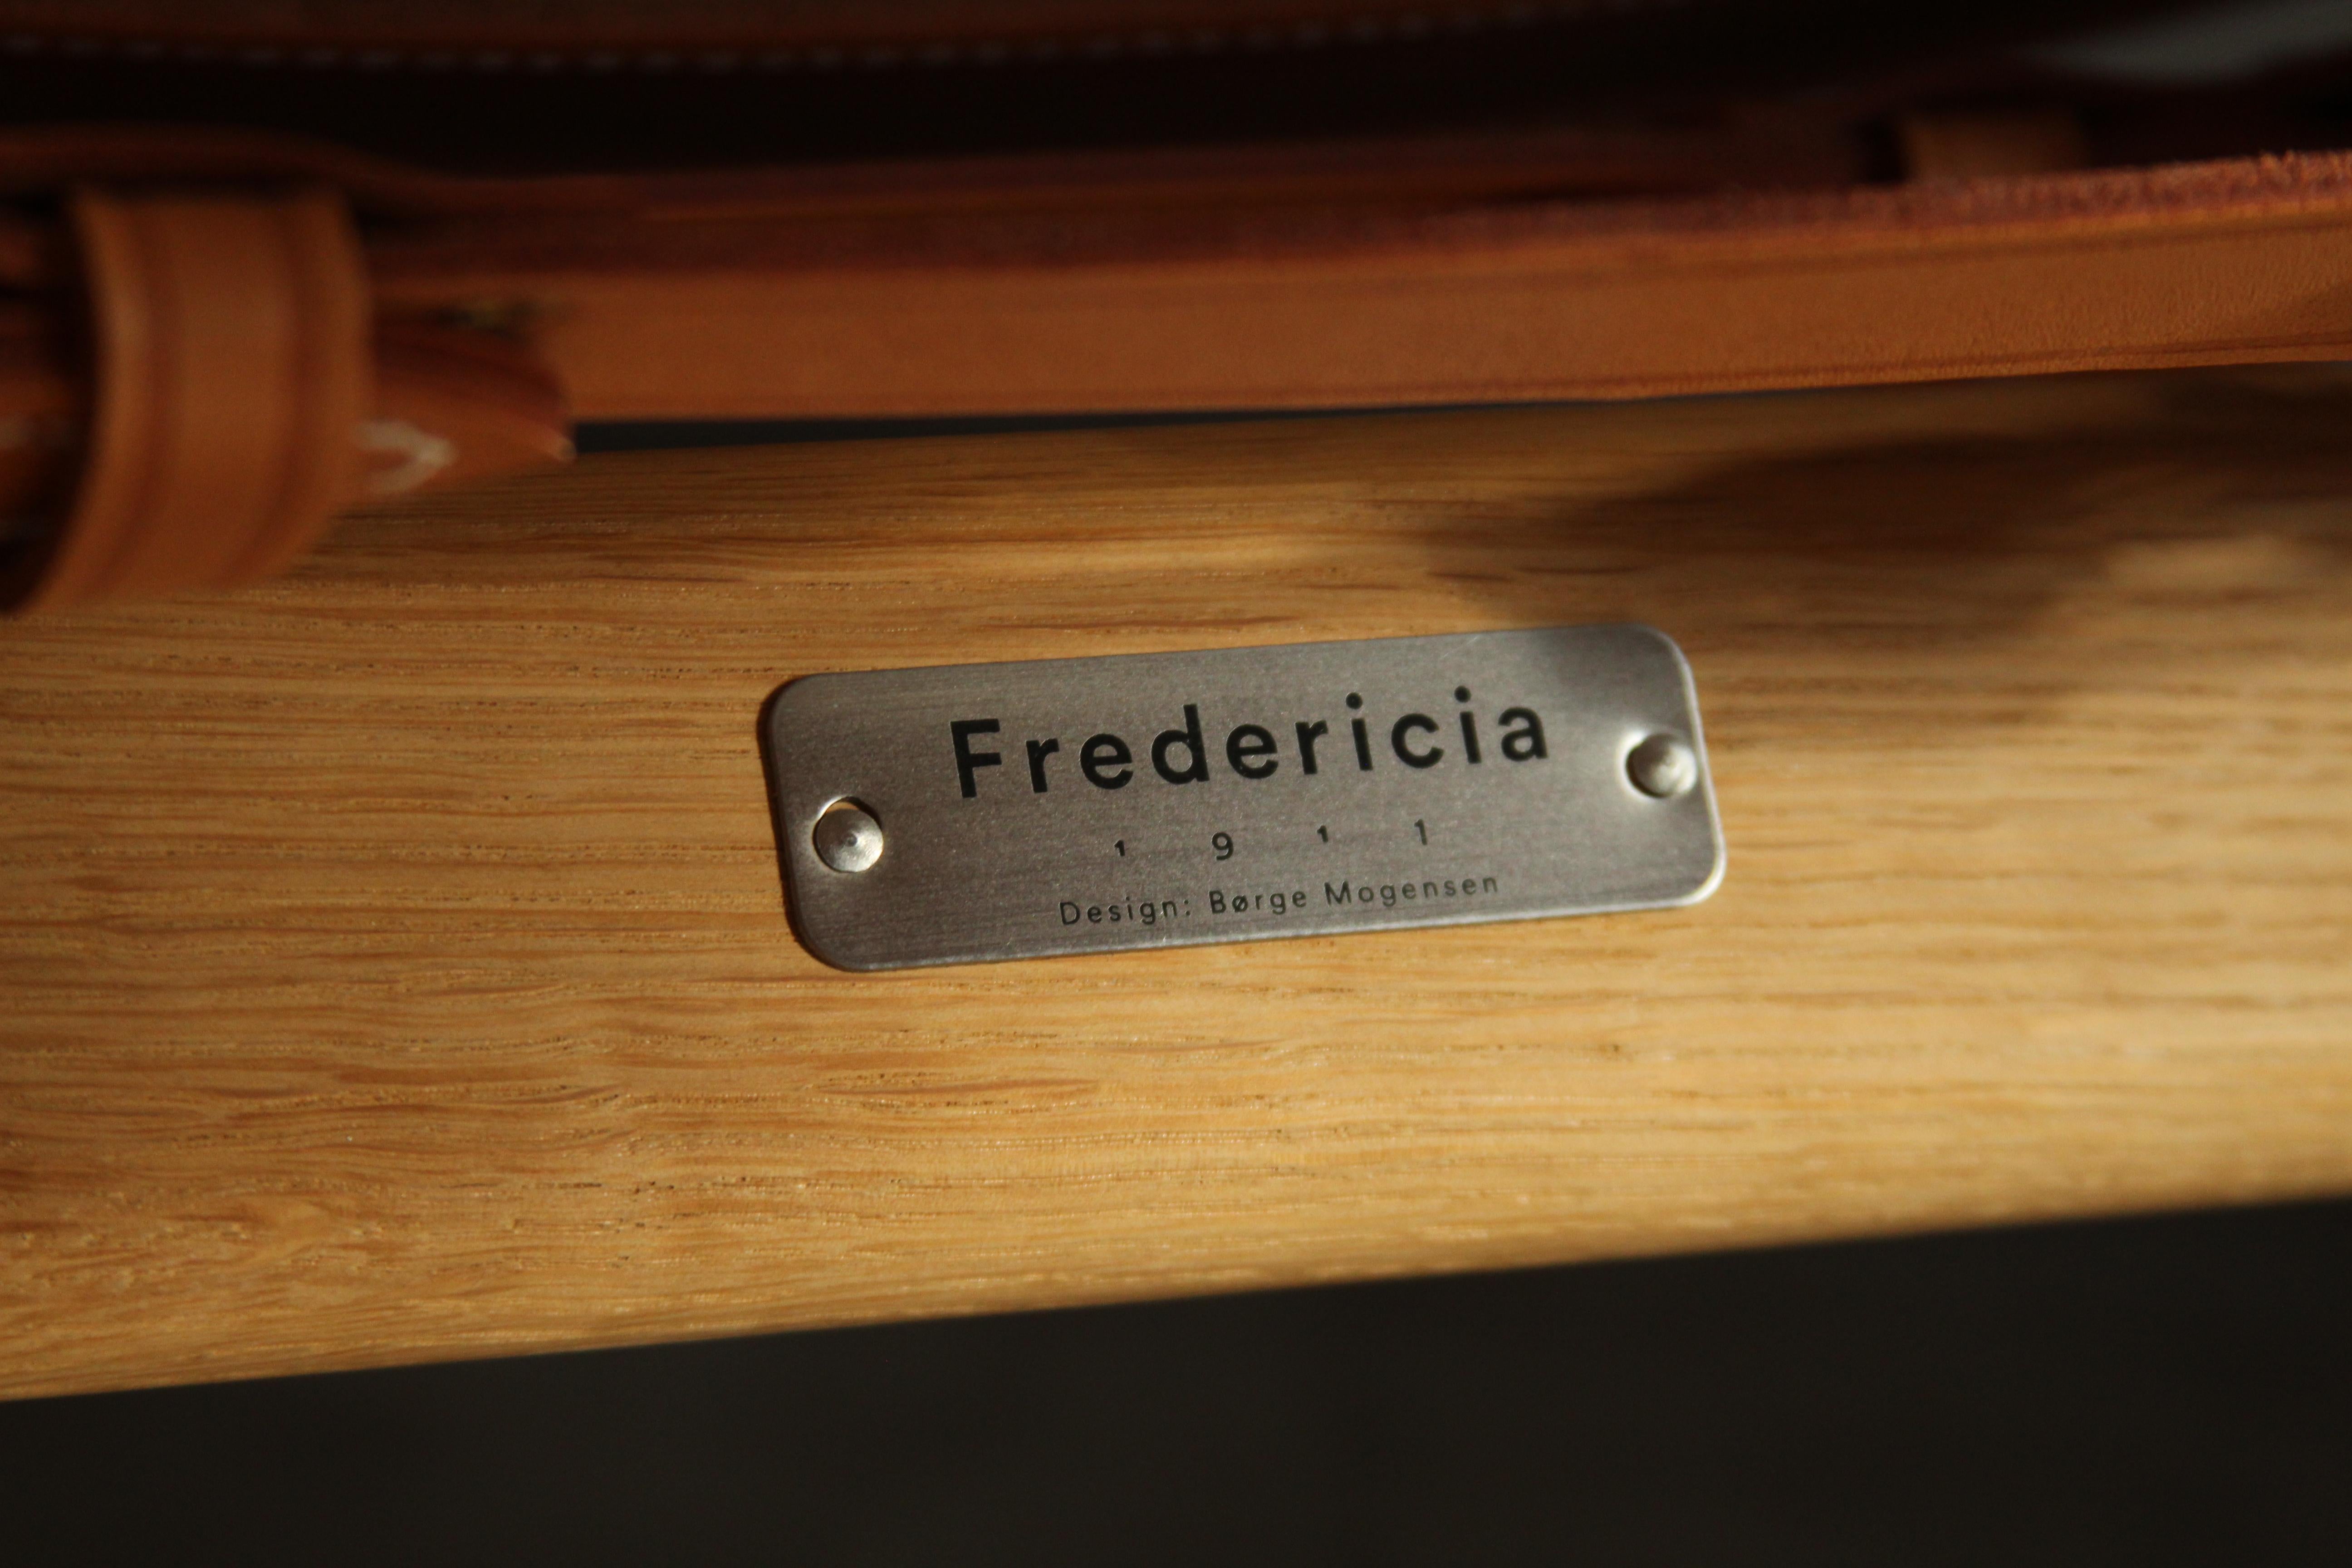 Fredericia
1 9 1 1
Design: Børge Mogensen